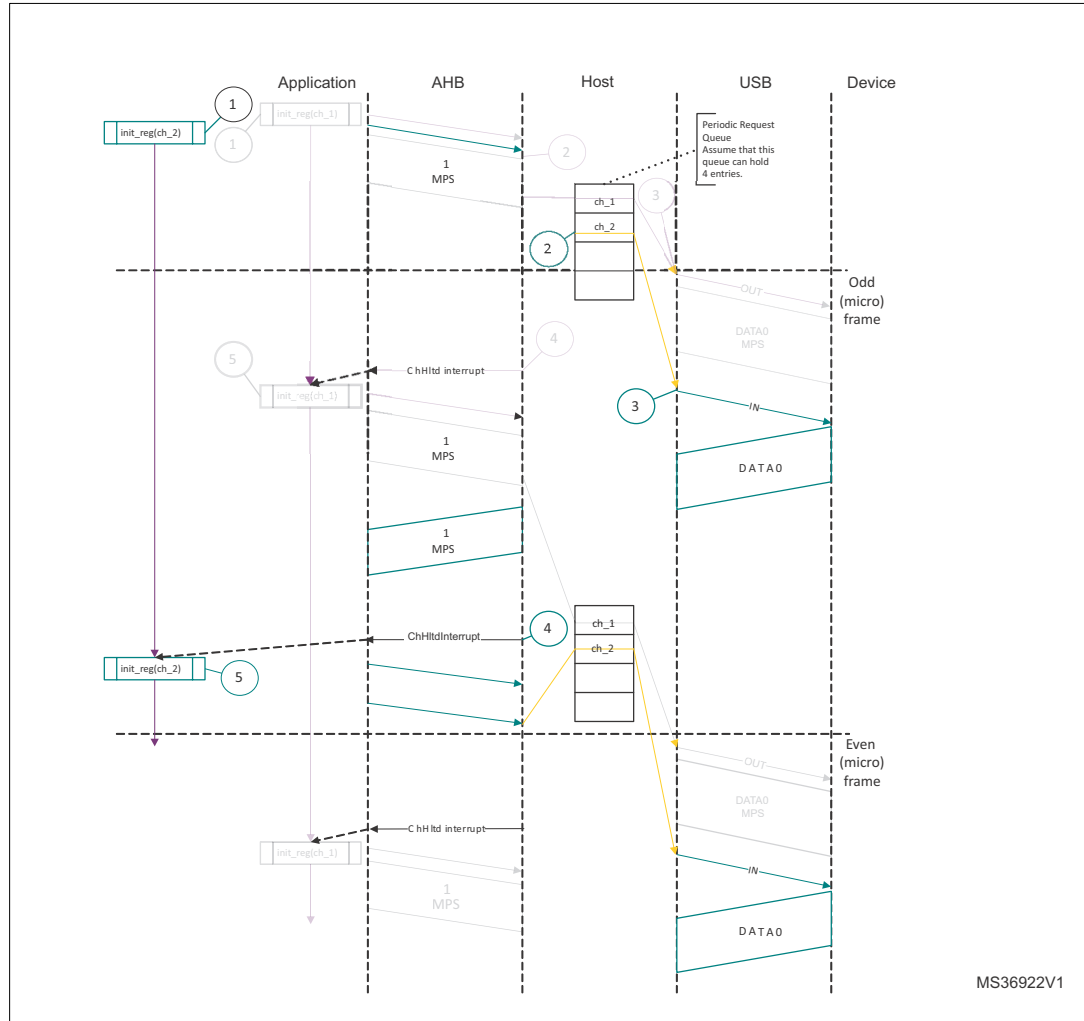 Application
AHB
Host
USB
Device
1
init_reg(ch_2)
init_reg(ch_1)
1
2
1
MPS
Periodic Request
Queue
Assume that this
queue can hold
4 entries.
3
ch_1
ch_2
2
Odd
(micro)
frame
OUT
DATA0
MPS
4
5
ChHltd interrupt
init_reg(ch_1)
3
IN
1
MPS
DATA0
1
MPS
4
ch_1
ChHltdInterrupt
ch_2
init_reg(ch_2)
5
Even
(micro)
frame
OUT
DATA0
MPS
ChHltd interrupt
init_reg(ch_1)
IN
1
MPS
DATA0
MS36922V1